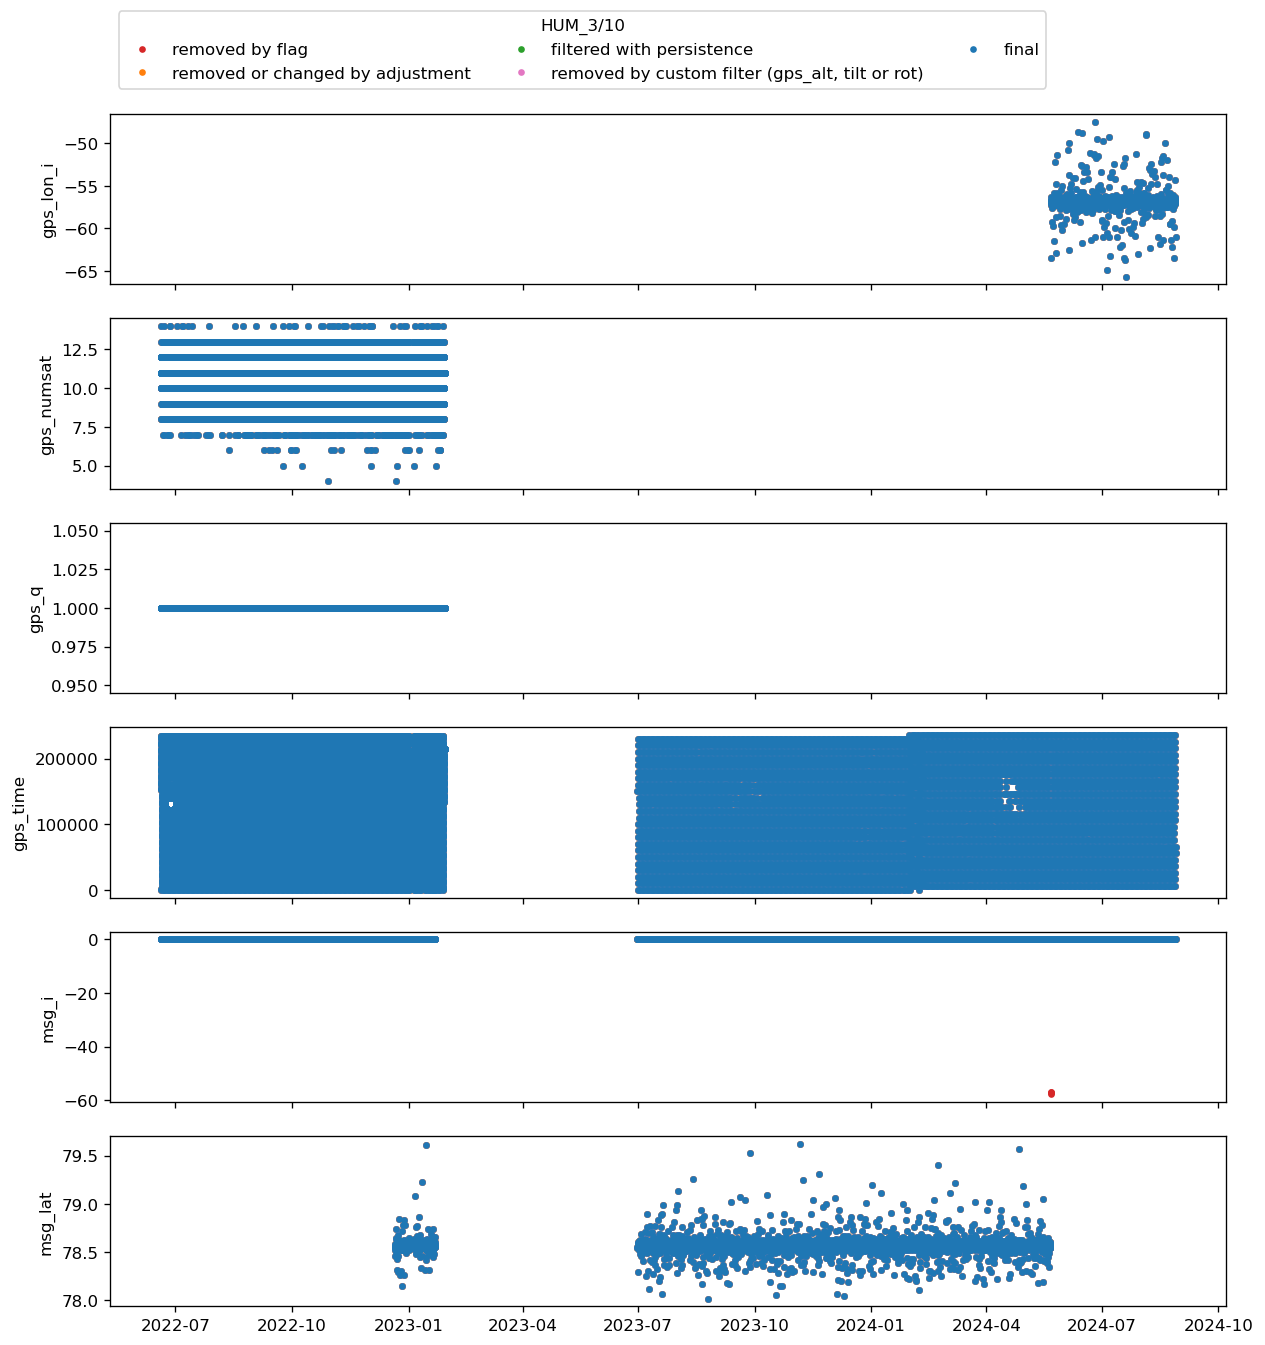 HUM_3/10
removed by flag
filtered with persistence
final
removed or changed by adjustment
removed by custom filter (gps_alt, tilt or rot)
gps_lon_i
−50
−55
−60
−65
gps_numsat
12.5
10.0
7.5
5.0
gps_q
1.050
1.025
1.000
0.975
0.950
gps_time
200000
100000
0
msg_i
0
−20
−40
−60
msg_lat
79.5
79.0
78.5
78.0
2022-07
2022-10
2023-01
2023-04
2023-07
2023-10
2024-01
2024-04
2024-07
2024-10